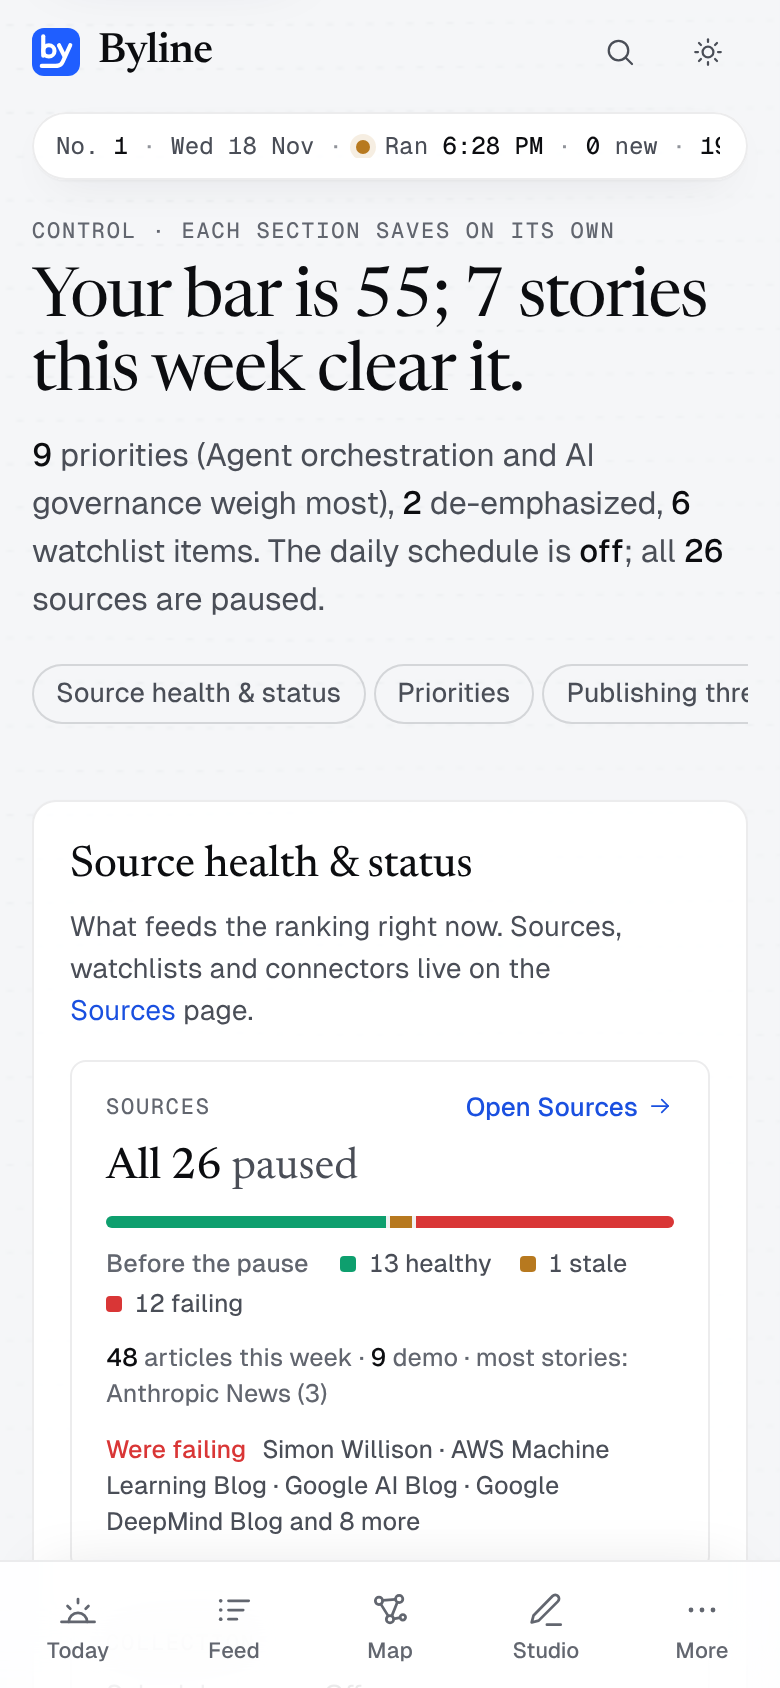 by Byline
No. 1 · Wed 18 Nov · Ran 6:28 PM · 0 new ·
CONTROL · EACH SECTION SAVES ON ITS OWN
Your bar is 55; 7 stories
this week clear it.
9 priorities (Agent orchestration and AI
governance weigh most), 2 de-emphasized, 6
watchlist items. The daily schedule is off; all 26
sources are paused.
Source health & status Priorities Publishing
Source health & status
What feeds the ranking right now. Sources,
watchlists and connectors live on the
Sources page.
SOURCES Open Sources →
All 26 paused
Before the pause 13 healthy 1 stale
12 failing
48 articles this week · 9 demo · most stories:
Anthropic News (3)
Were failing Simon Willison · AWS Machine
Learning Blog · Google AI Blog · Google
DeepMind Blog and 8 more
Today Feed Map Studio More